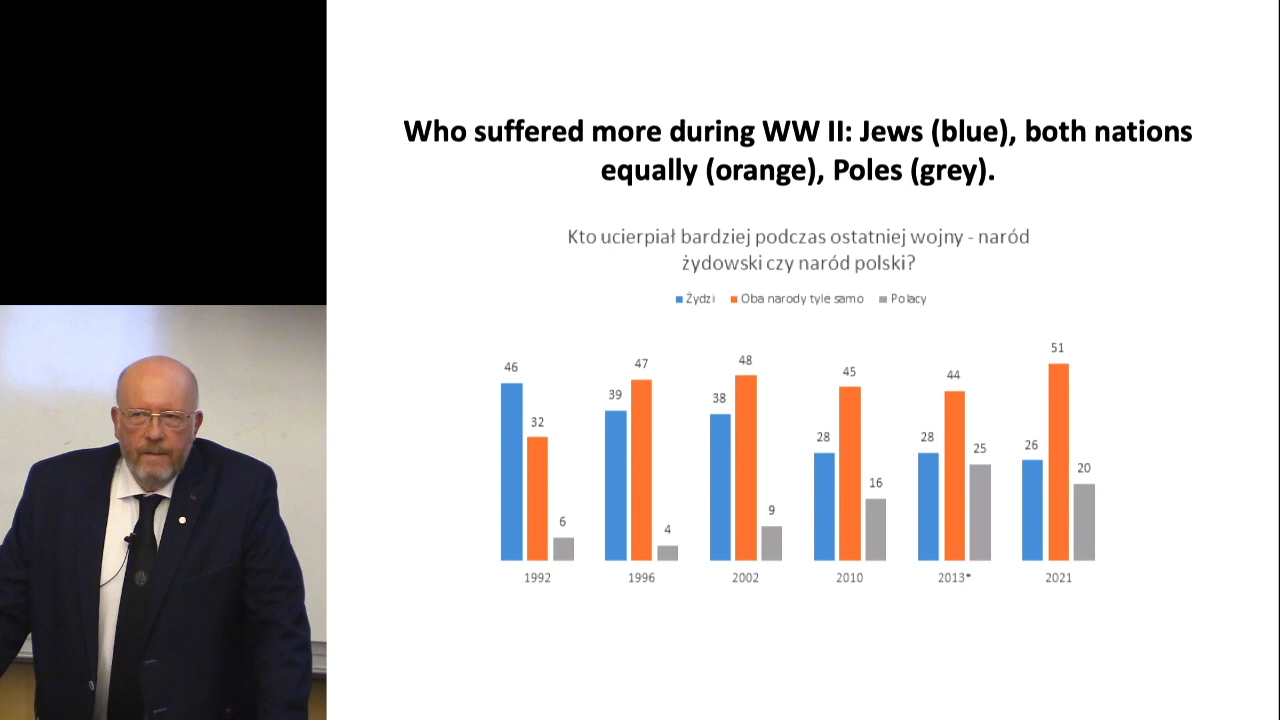 Who suffered more during WW II: Jews (blue), both nations
equally (orange), Poles (grey).
Kto ucierpiał bardziej podczas ostatniej wojny - naród
żydowski czy naród polski?
Żydzi Oba narody tyle samo Polacy
46 32 6
39 47 4
38 48 9
28 45 16
28 44 25
26 51 20
1992 1996 2002 2010 2013* 2021